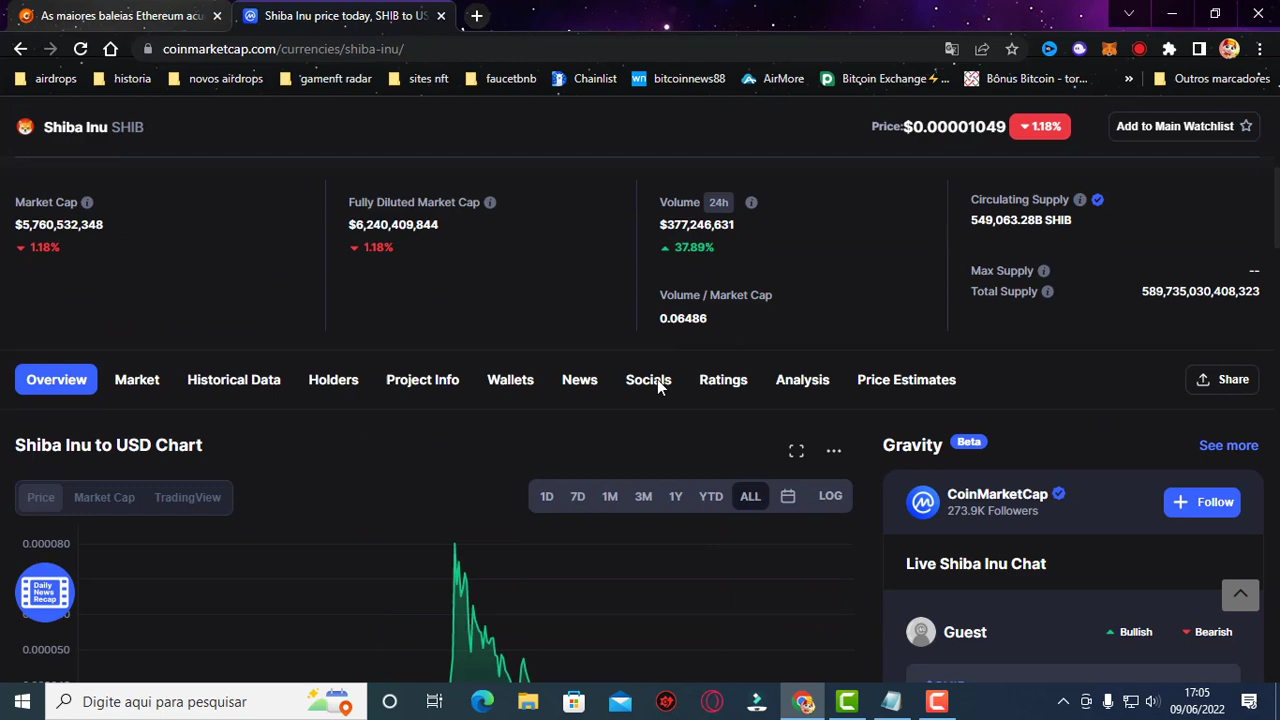 As maiores baleias Ethereum acu
Shiba Inu price today, SHIB to US
coinmarketcap.com/currencies/shiba-inu/
airdrops historia novos airdrops gamenft radar sites nft faucetbnb Chainlist wn bitcoinnews88 AirMore Bitcoin Exchange⚡... Bônus Bitcoin - tor... » Outros marcadores
Shiba Inu SHIB
Price:$0.00001049 1.18% Add to Main Watchlist
Market Cap
$5,760,532,348
1.18%
Fully Diluted Market Cap
$6,240,409,844
1.18%
Volume 24h
$377,246,631
37.89%
Volume / Market Cap
0.06486
Circulating Supply
549,063.28B SHIB
Max Supply --
Total Supply 589,735,030,408,323
Overview Market Historical Data Holders Project Info Wallets News Socials Ratings Analysis Price Estimates Share
Shiba Inu to USD Chart
Price Market Cap TradingView
1D 7D 1M 3M 1Y YTD ALL LOG
0.000080
0.000050
Daily
News
Recap
Gravity Beta See more
CoinMarketCap
273.9K Followers
+ Follow
Live Shiba Inu Chat
Guest Bullish Bearish
Digite aqui para pesquisar
17:05
09/06/2022